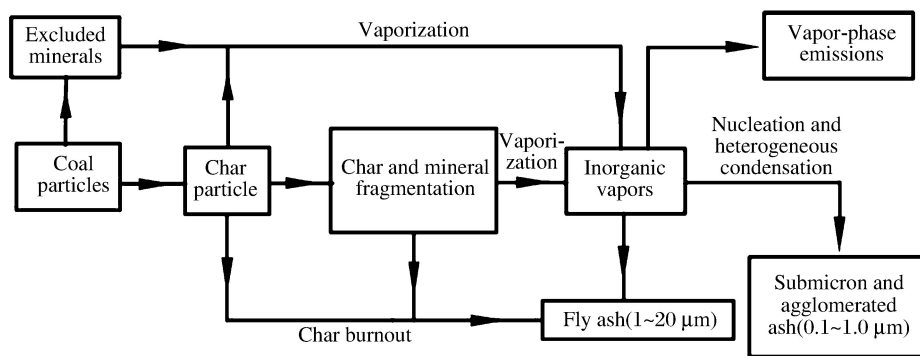 Excluded
minerals
Vaporization
Vapor-phase
emissions
Coal
particles
Char
particle
Char and mineral
fragmentation
Vapori-
zation
Inorganic
vapors
Nucleation and
heterogeneous
condensation
Char burnout
Fly ash(1~20 μm)
Submicron and
agglomerated
ash(0.1~1.0 μm)